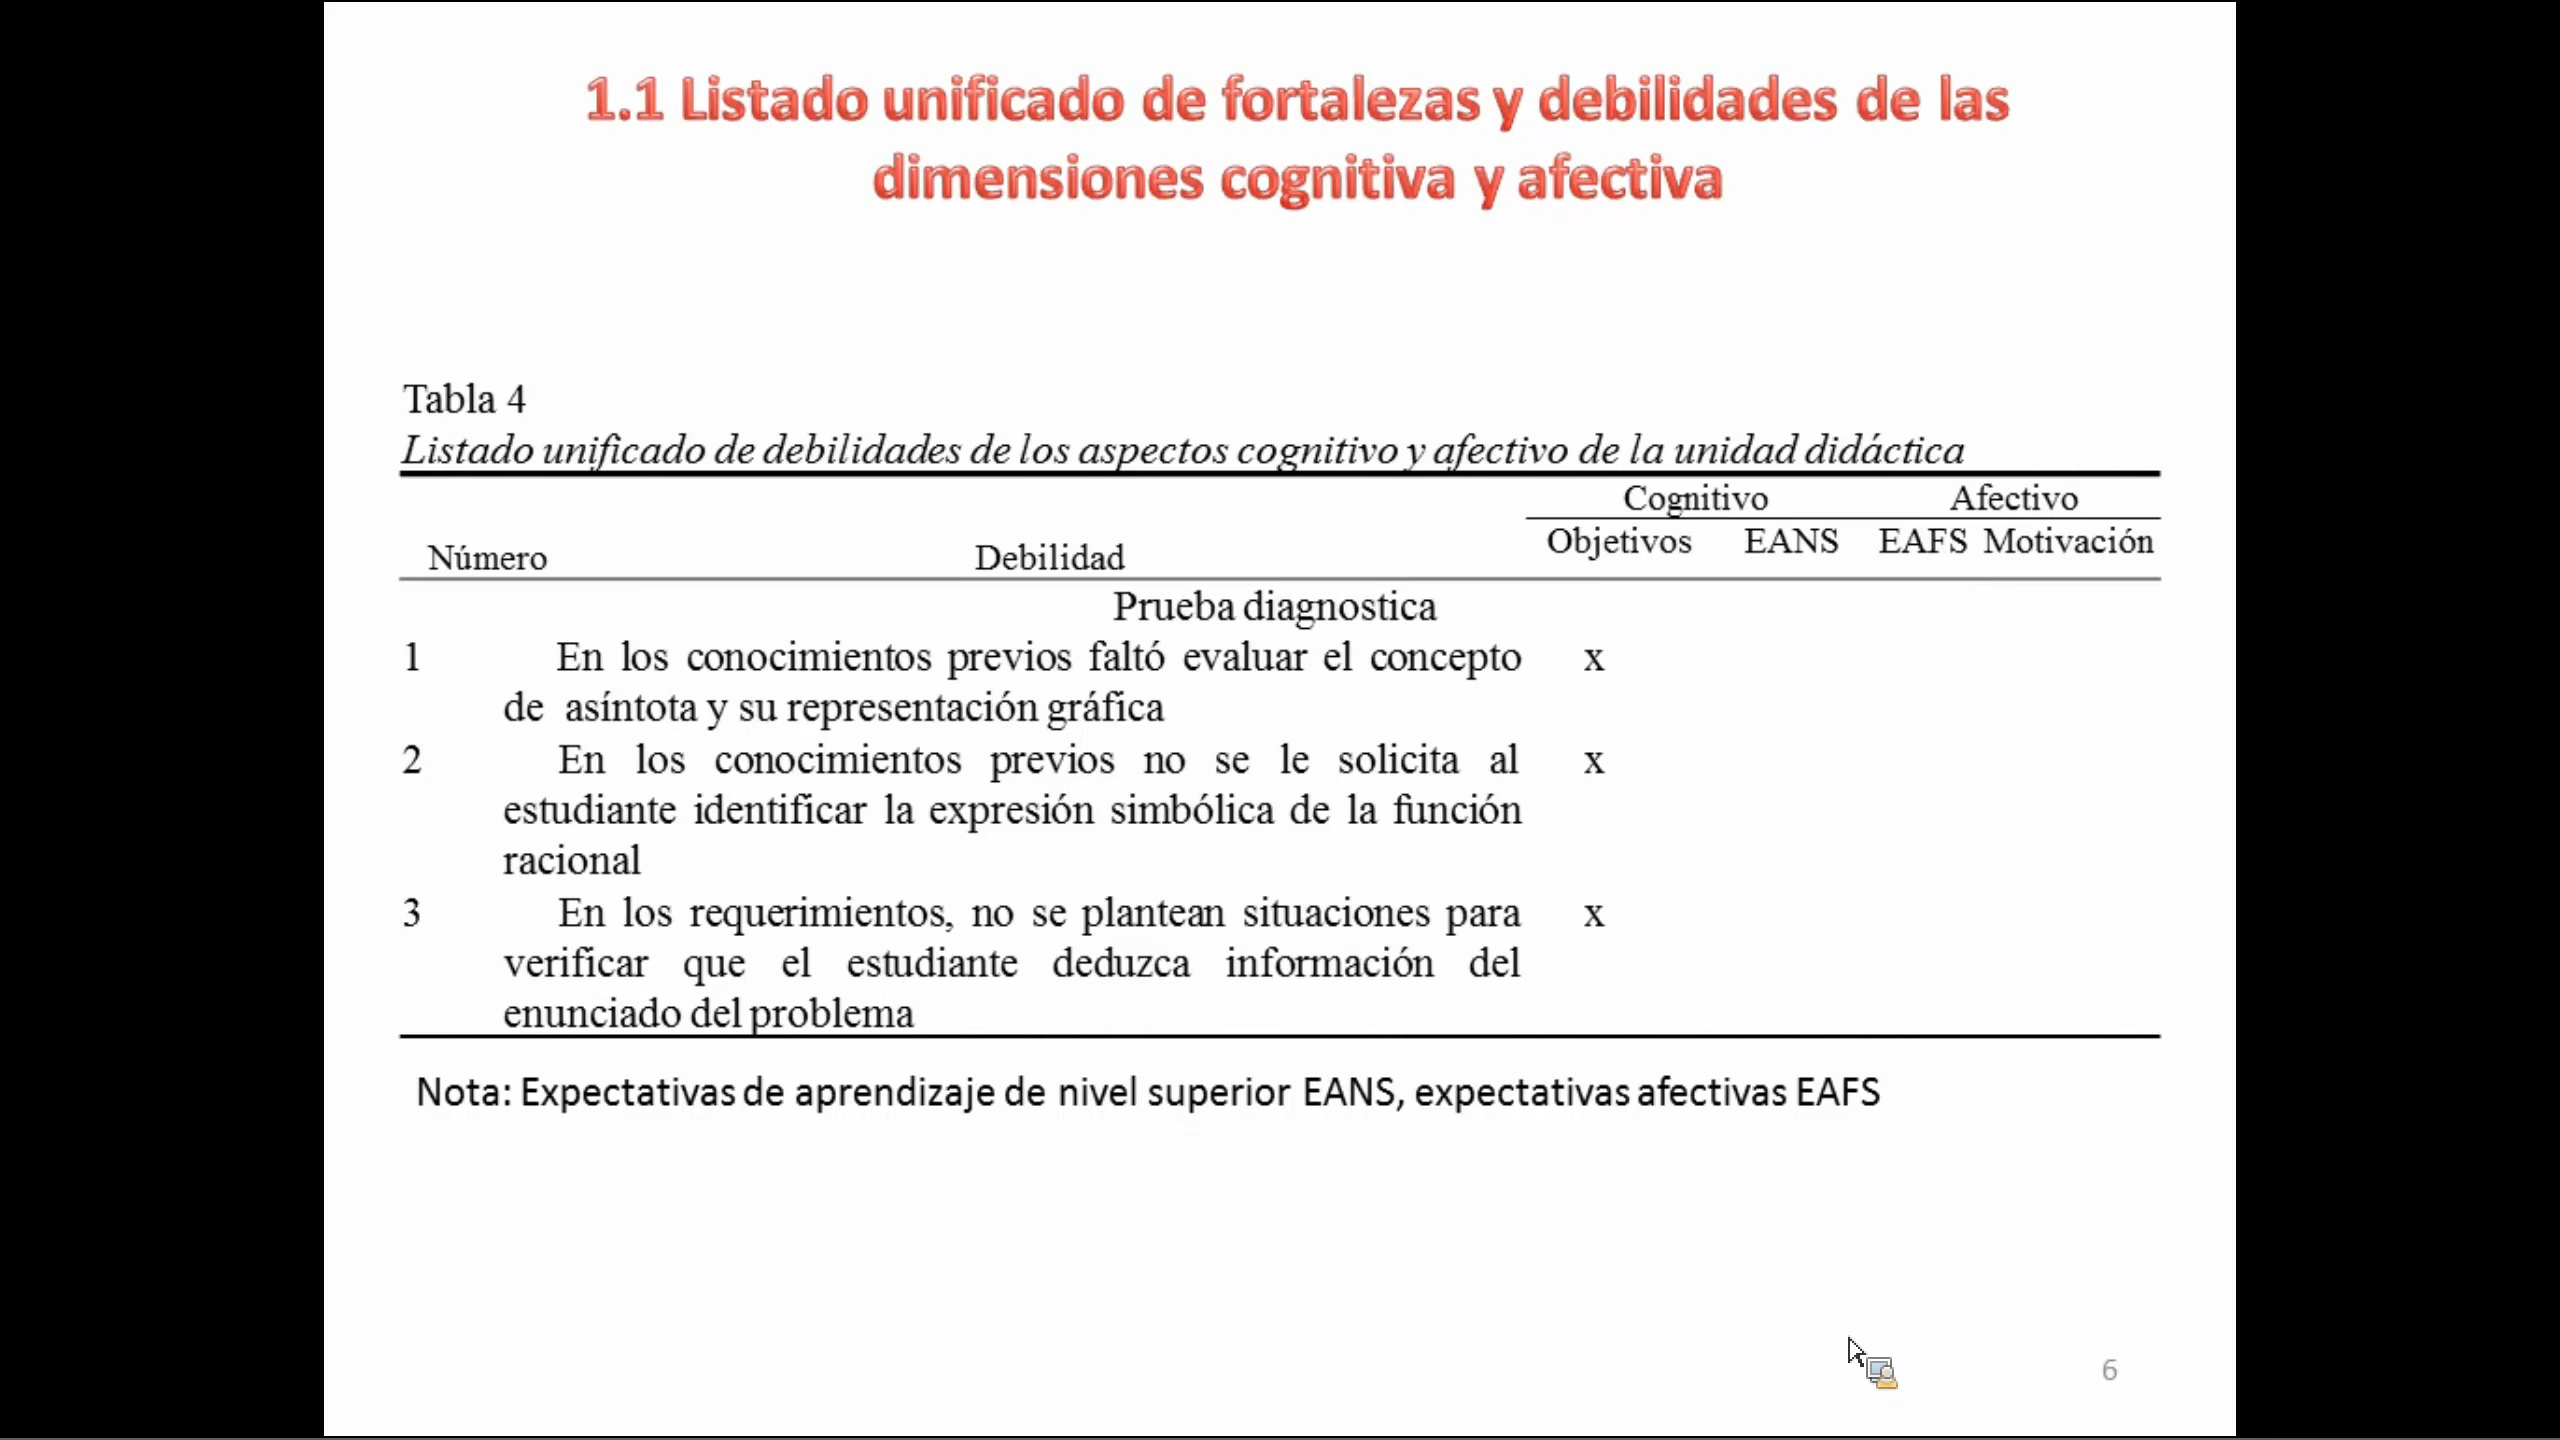 1.1 Listado unificado de fortalezas y debilidades de las
dimensiones cognitiva y afectiva
Tabla 4
Listado unificado de debilidades de los aspectos cognitivo y afectivo de la unidad didáctica
Cognitivo Afectivo
Número Debilidad Objetivos EANS EAFS Motivación
Prueba diagnostica
1 En los conocimientos previos faltó evaluar el concepto x
de asíntota y su representación gráfica
2 En los conocimientos previos no se le solicita al x
estudiante identificar la expresión simbólica de la función
racional
3 En los requerimientos, no se plantean situaciones para x
verificar que el estudiante deduzca información del
enunciado del problema
Nota: Expectativas de aprendizaje de nivel superior EANS, expectativas afectivas EAFS
6